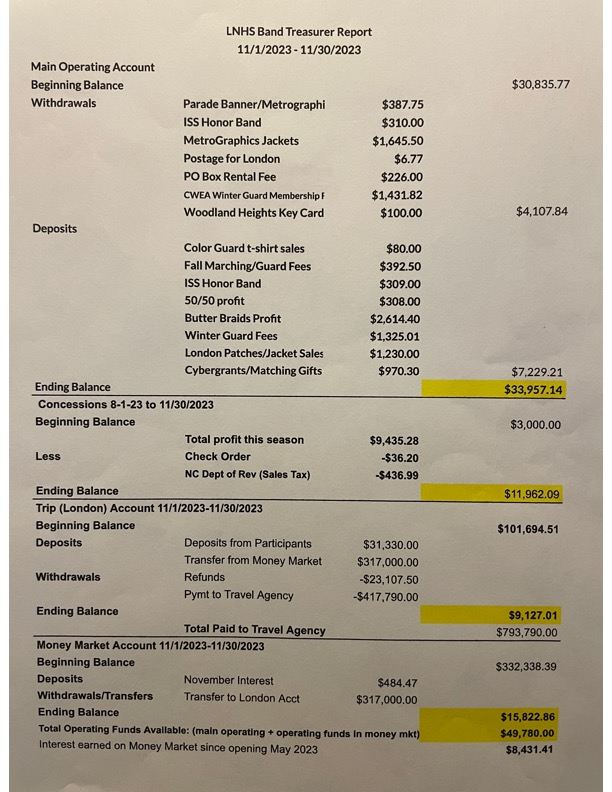 LNHS Band Treasurer Report
11/1/2023 - 11/30/2023
Main Operating Account
Beginning Balance $30,835.77
Withdrawals Parade Banner/Metrographi $387.75
ISS Honor Band $310.00
MetroGraphics Jackets $1,645.50
Postage for London $6.77
PO Box Rental Fee $226.00
CWEA Winter Guard Membership F $1,431.82
Woodland Heights Key Card $100.00 $4,107.84
Deposits
Color Guard t-shirt sales $80.00
Fall Marching/Guard Fees $392.50
ISS Honor Band $309.00
50/50 profit $308.00
Butter Braids Profit $2,614.40
Winter Guard Fees $1,325.01
London Patches/Jacket Sales $1,230.00
Cybergrants/Matching Gifts $970.30 $7,229.21
Ending Balance $33,957.14
Concessions 8-1-23 to 11/30/2023
Beginning Balance $3,000.00
Total profit this season $9,435.28
Less Check Order -$36.20
NC Dept of Rev (Sales Tax) -$436.99
Ending Balance $11,962.09
Trip (London) Account 11/1/2023-11/30/2023
Beginning Balance $101,694.51
Deposits Deposits from Participants $31,330.00
Transfer from Money Market $317,000.00
Withdrawals Refunds -$23,107.50
Pymt to Travel Agency -$417,790.00
Ending Balance $9,127.01
Total Paid to Travel Agency $793,790.00
Money Market Account 11/1/2023-11/30/2023
Beginning Balance $332,338.39
Deposits November Interest $484.47
Withdrawals/Transfers Transfer to London Acct $317,000.00
Ending Balance $15,822.86
Total Operating Funds Available: (main operating + operating funds in money mkt) $49,780.00
Interest earned on Money Market since opening May 2023 $8,431.41